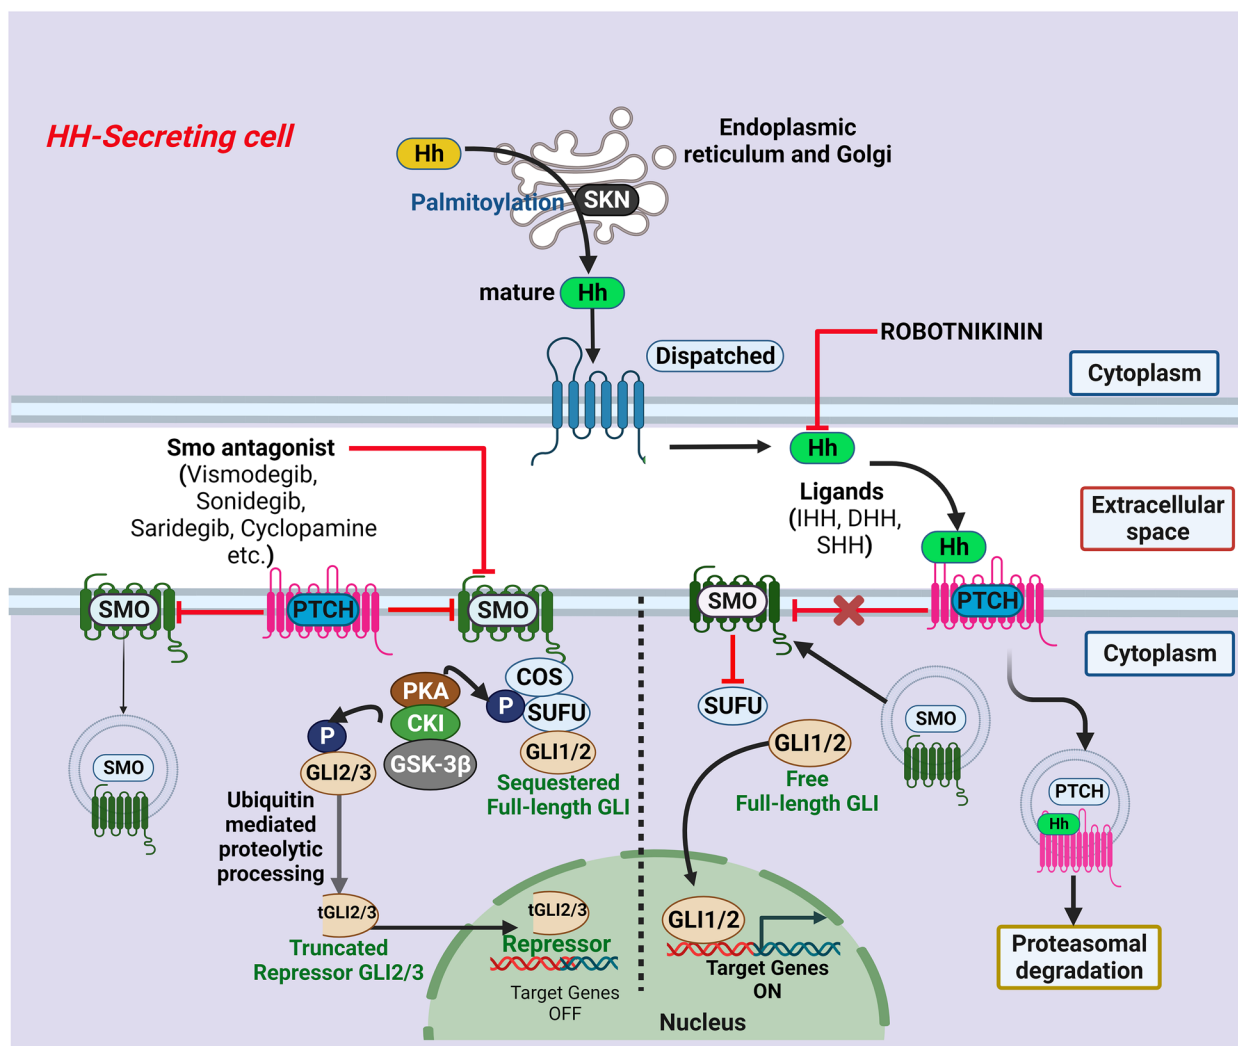 HH-Secreting cell
Endoplasmic
reticulum and Golgi
Hh
Palmitoylation
SKN
mature
Hh
Dispatched
ROBOTNIKININ
Cytoplasm
Smo antagonist
(Vismodegib,
Sonidegib,
Saridegib, Cyclopamine
etc.)
Hh
Ligands
(IHH, DHH,
SHH)
Extracellular
space
Hh
SMO
PTCH
SMO
SMO
PTCH
Cytoplasm
PKA
CKI
GSK-3β
P
COS
SUFU
GLI1/2
Sequestered
Full-length GLI
P
GLI2/3
SMO
Ubiquitin
mediated
proteolytic
processing
tGLI2/3
Truncated
Repressor GLI2/3
tGLI2/3
Repressor
Target Genes
OFF
SUFU
GLI1/2
Free
Full-length GLI
SMO
PTCH
Hh
GLI1/2
Target Genes
ON
Nucleus
Proteasomal
degradation